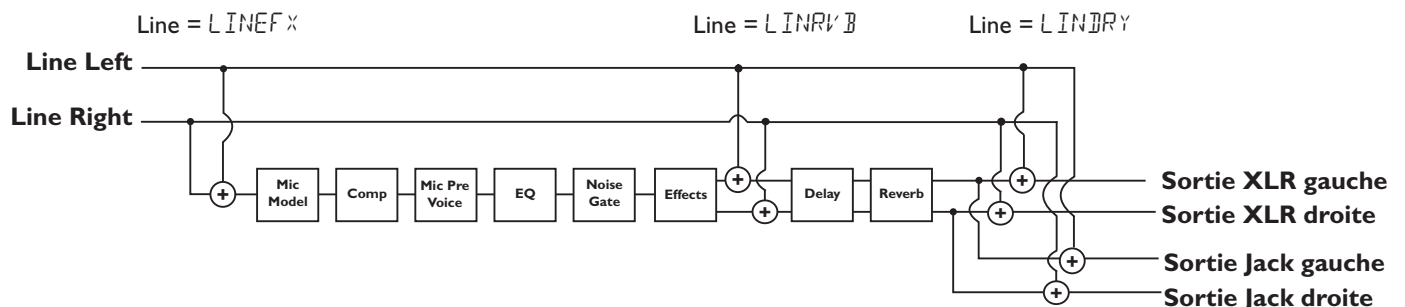 Line = LINEFX Line = LINRVB Line = LINDRY
Line Left
Line Right
Mic Model
Comp
Mic Pre Voice
EQ
Noise Gate
Effects
Delay
Reverb
+
+
+
+
+
+
+
Sortie XLR gauche
Sortie XLR droite
Sortie Jack gauche
Sortie Jack droite